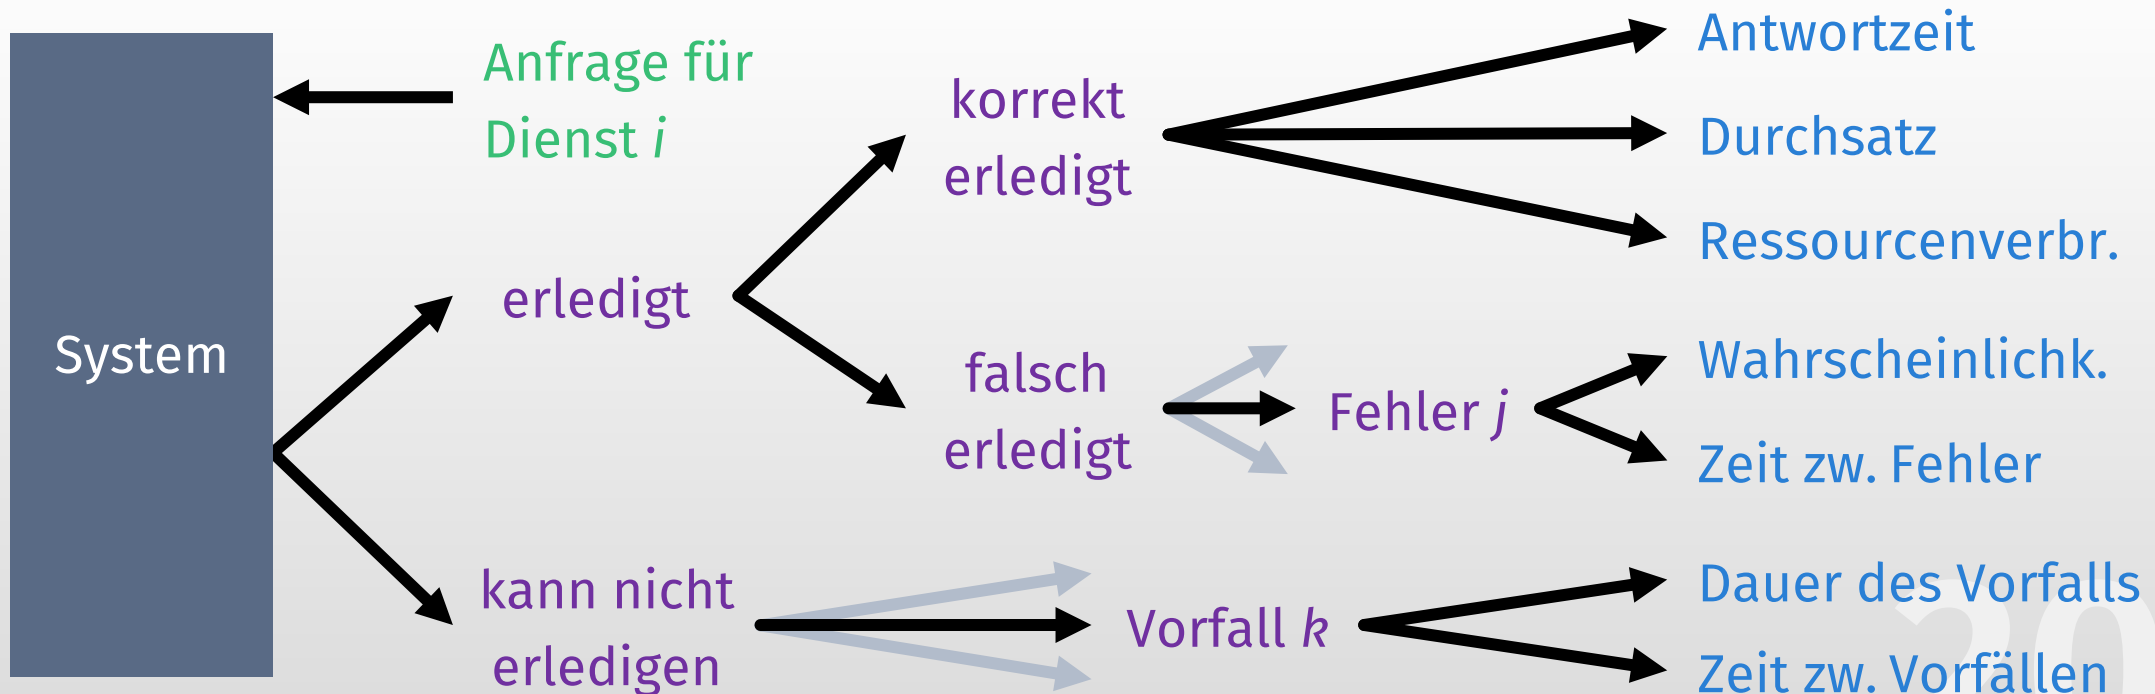 System
Anfrage für
Dienst i
erledigt
kann nicht
erledigen
korrekt
erledigt
falsch
erledigt
Fehler j
Vorfall k
Antwortzeit
Durchsatz
Ressourcenverbr.
Wahrscheinlichk.
Zeit zw. Fehler
Dauer des Vorfalls
Zeit zw. Vorfällen
20